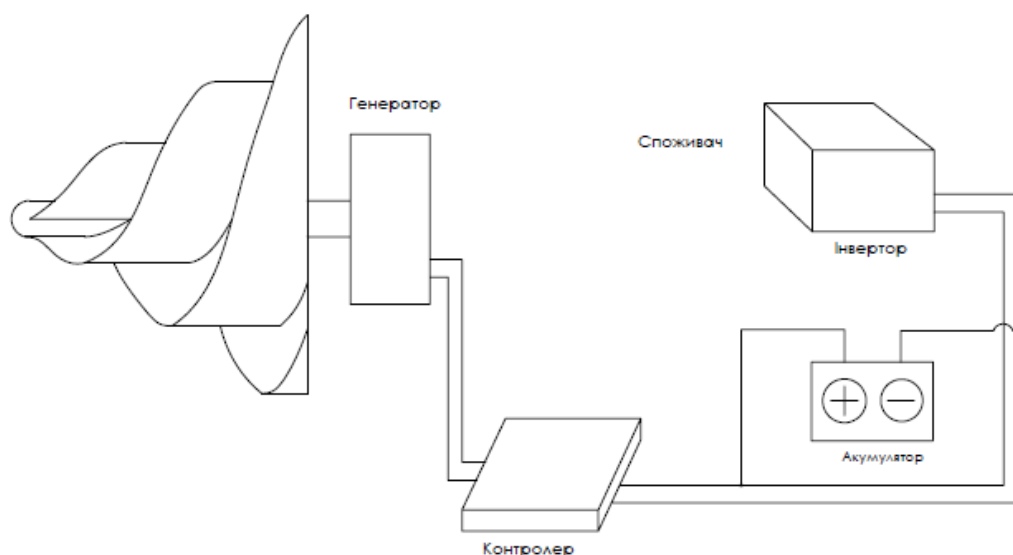 Генератор
Споживач
Інвертор
Акумулятор
Контролер